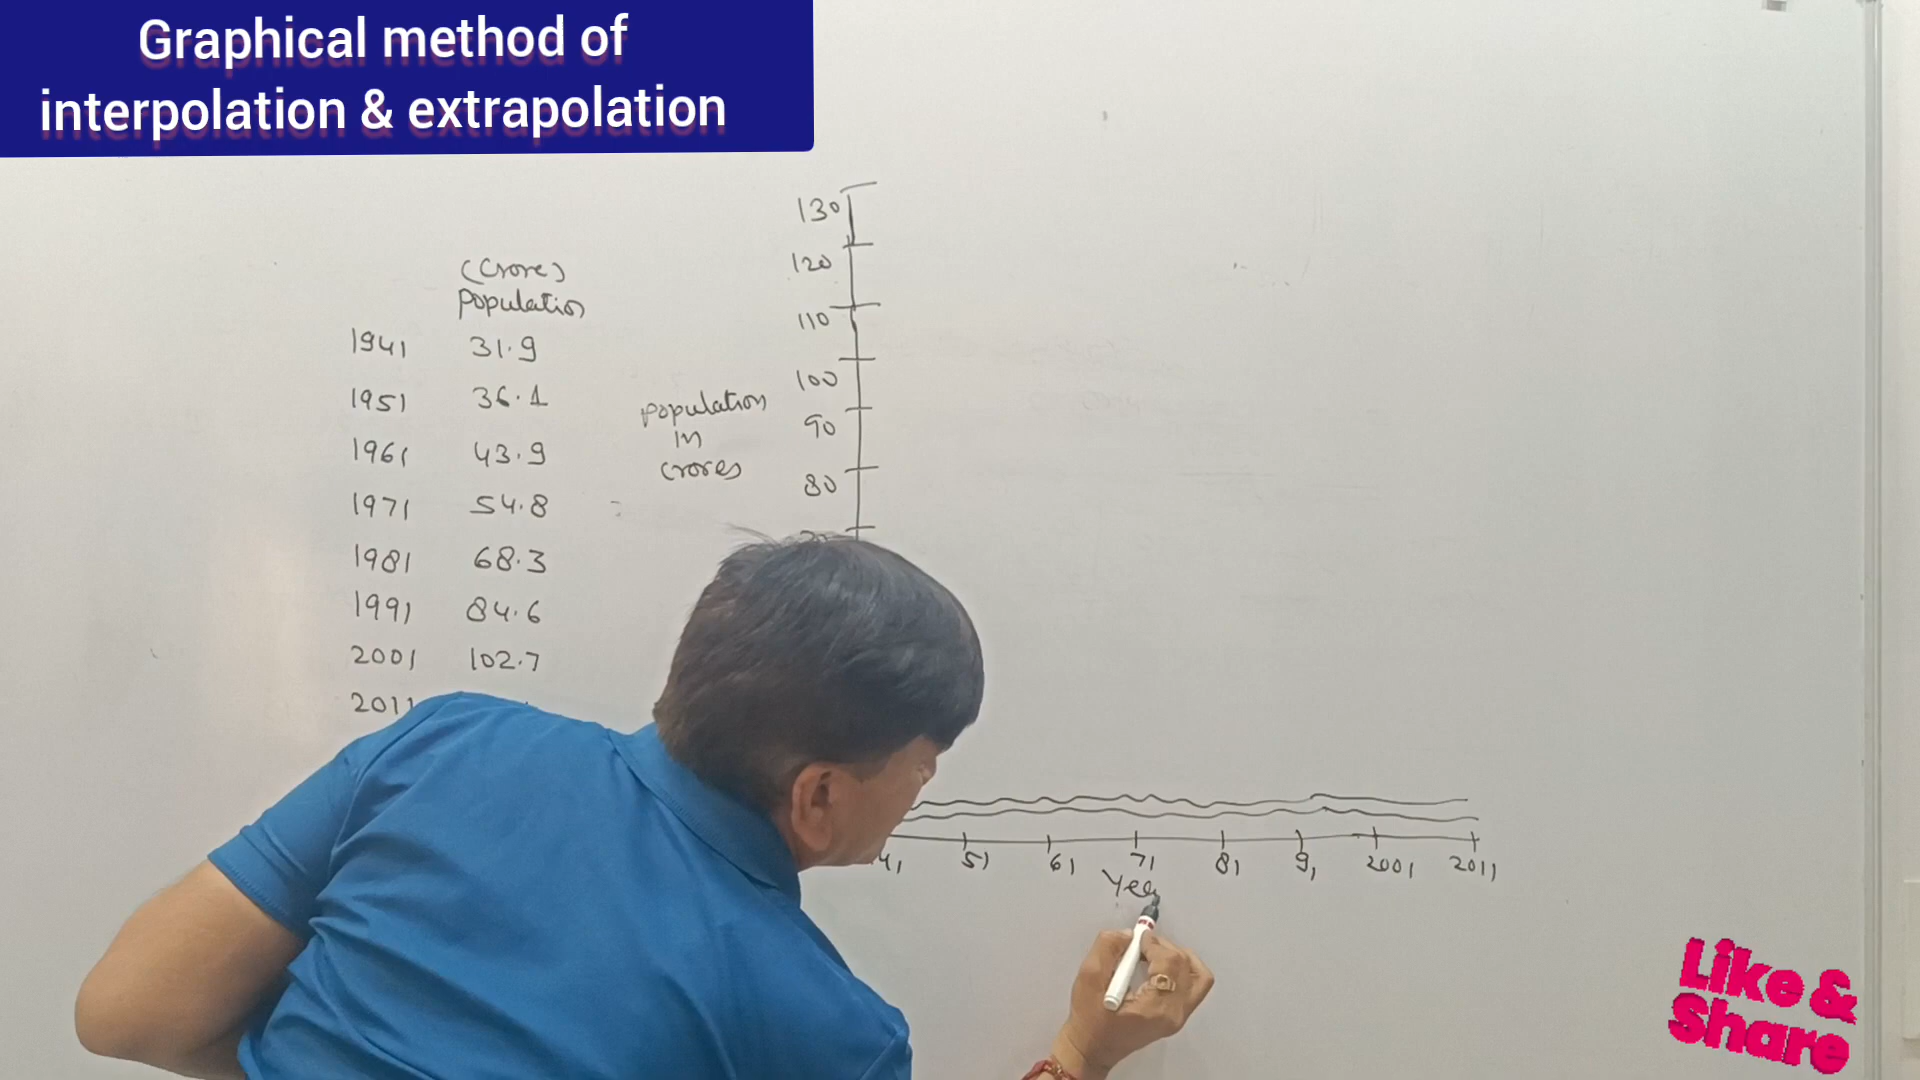 Graphical method of
interpolation & extrapolation
(Crore)
Population
1941 31.9
1951 36.1
1961 43.9
1971 54.8
1981 68.3
1991 84.6
2001 102.7
2011
population
in
crores
130
120
110
100
90
80
41 51 61 71 81 91 2001 2011
Yea
Like &
Share